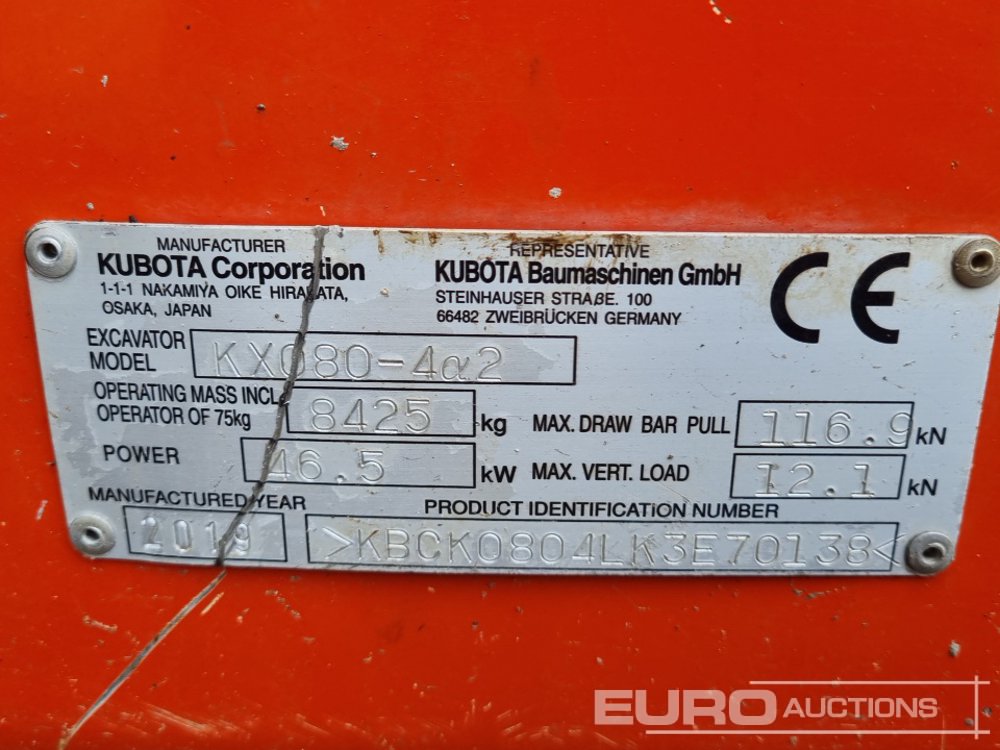 MANUFACTURER
KUBOTA Corporation
1-1-1 NAKAMIYA OIKE HIRAKATA,
OSAKA, JAPAN
REPRESENTATIVE
KUBOTA Baumaschinen GmbH
STEINHAUSER STRAßE. 100
66482 ZWEIBRÜCKEN GERMANY
CE
EXCAVATOR
MODEL KX080-4α2
OPERATING MASS INCL.
OPERATOR OF 75kg 8425 kg
MAX. DRAW BAR PULL 116.9 kN
POWER 46.5 kW
MAX. VERT. LOAD 12.1 kN
MANUFACTURED YEAR
2019
PRODUCT IDENTIFICATION NUMBER
>KBCK0804LK3E70138<
EURO AUCTIONS